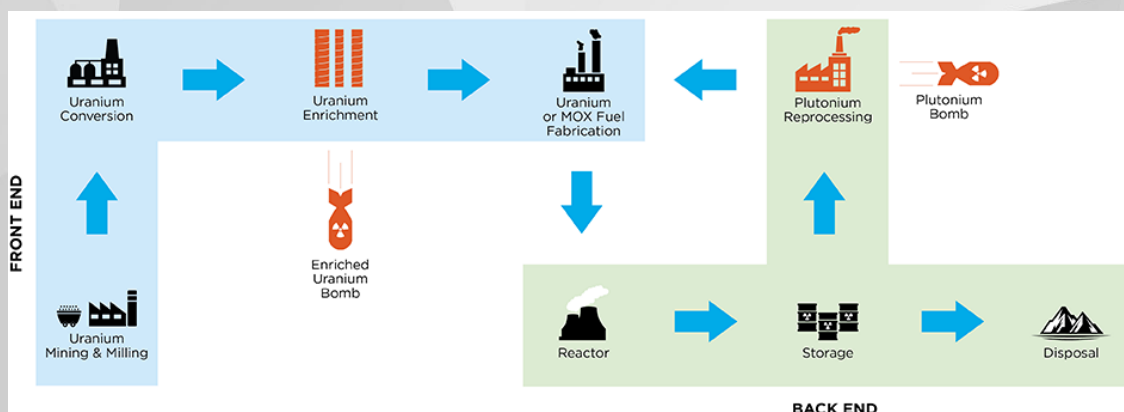 Uranium
Conversion
Uranium
Enrichment
Uranium
or MOX Fuel
Fabrication
Plutonium
Reprocessing
Plutonium
Bomb
FRONT END
Enriched
Uranium
Bomb
Uranium
Mining & Milling
Reactor
Storage
Disposal
BACK END